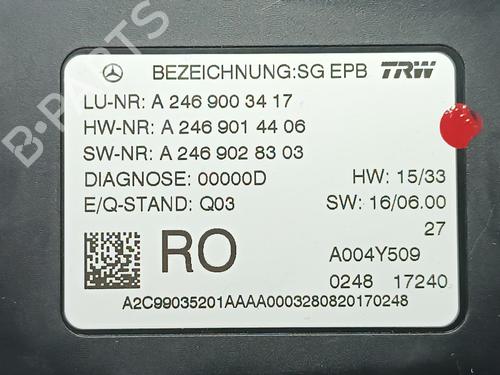 BEZEICHNUNG:SG EPB TRW
LU-NR: A 246 900 34 17
HW-NR: A 246 901 44 06
SW-NR: A 246 902 83 03
DIAGNOSE: 00000D HW: 15/33
E/Q-STAND: Q03 SW: 16/06.00
27
RO A004Y509
0248 17240
A2C99035201AAAA0003280820170248
B-PARTS